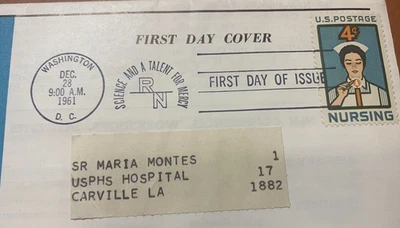 FIRST DAY COVER
WASHINGTON
DEC.
28
9:00 A.M.
1961
D. C.
SCIENCE AND A TALENT FOR MERCY
RN
FIRST DAY OF ISSUE
U.S. POSTAGE
4¢
NURSING
SR MARIA MONTES 1
USPHS HOSPITAL 17
CARVILLE LA 1882